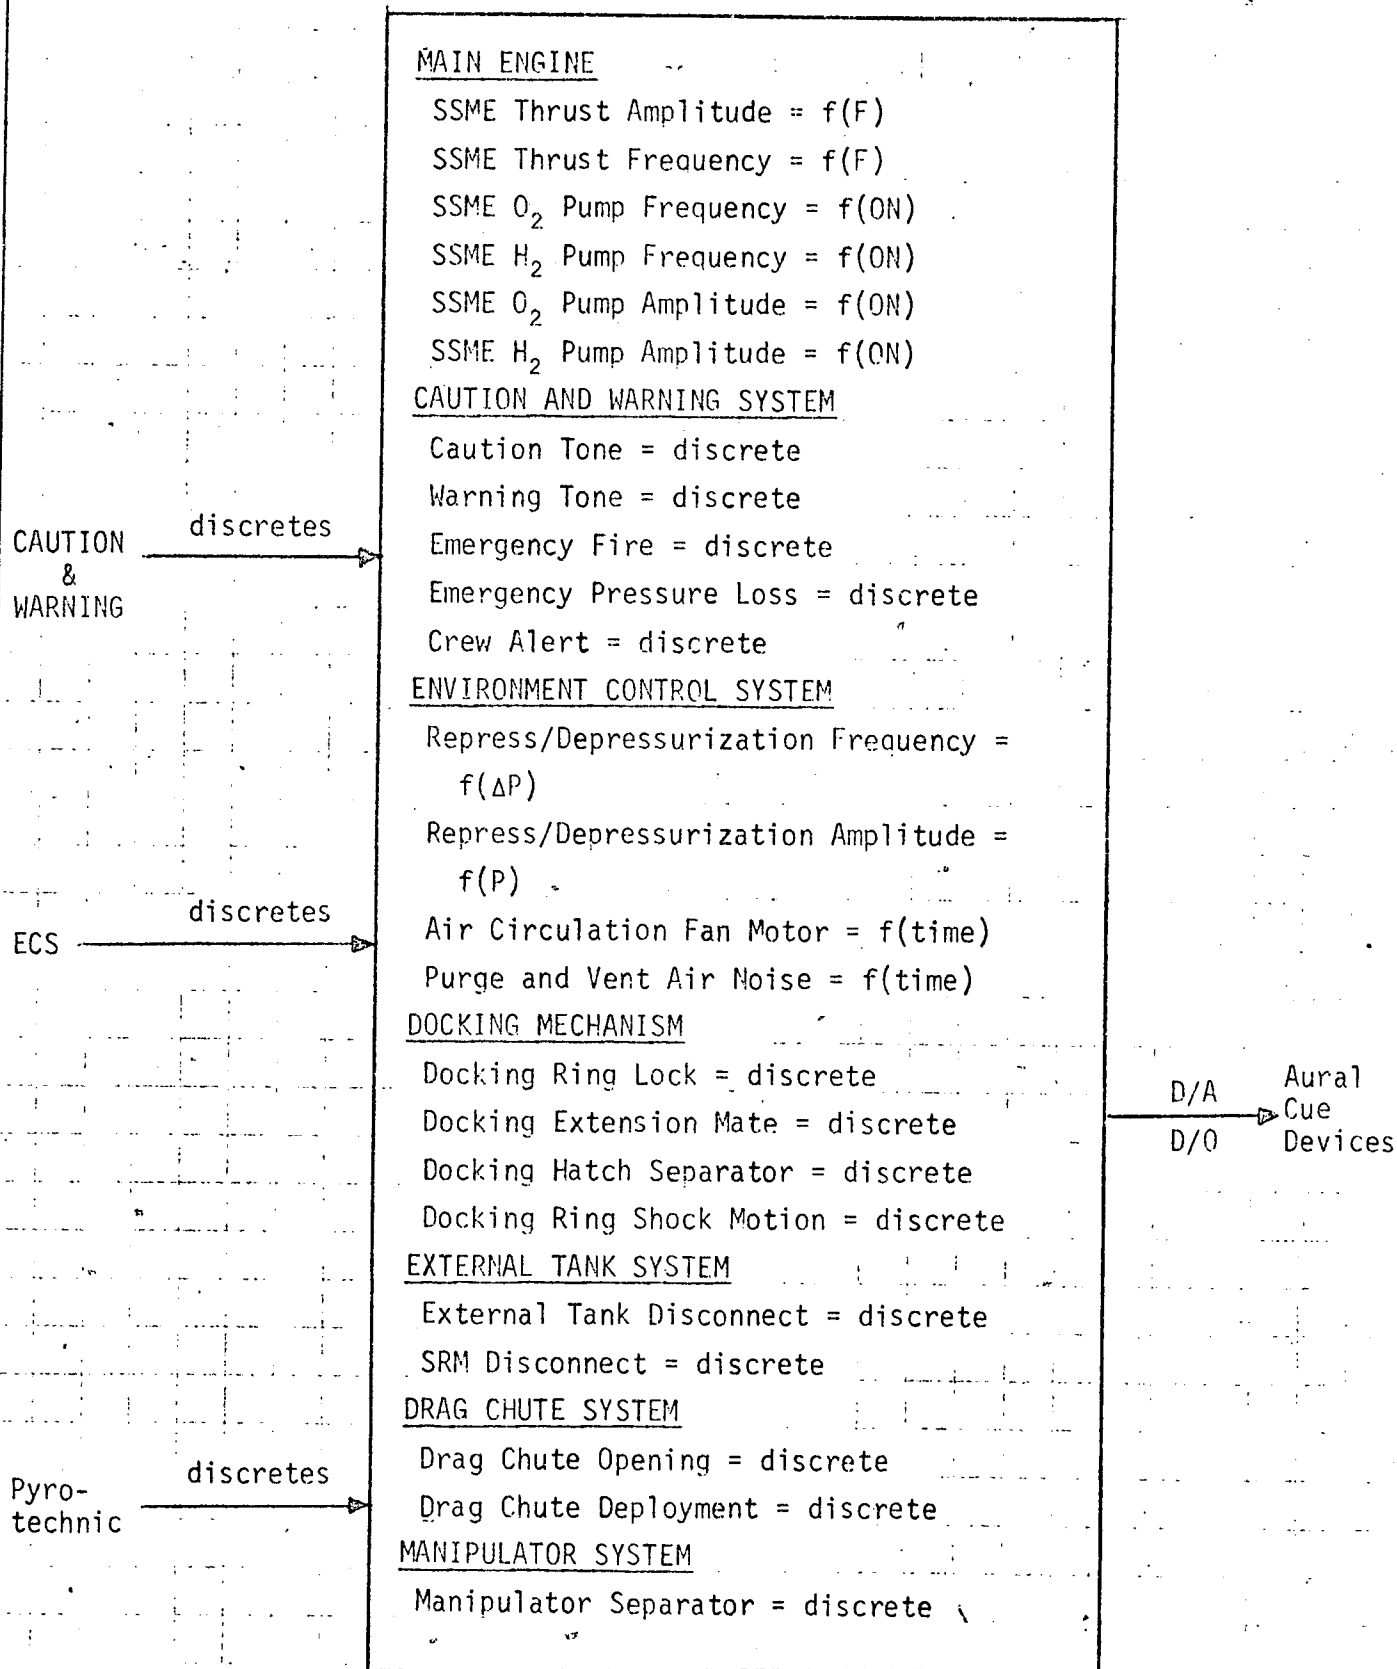 MAIN ENGINE
SSME Thrust Amplitude = f(F)
SSME Thrust Frequency = f(F)
SSME O₂ Pump Frequency = f(ON)
SSME H₂ Pump Frequency = f(ON)
SSME O₂ Pump Amplitude = f(ON)
SSME H₂ Pump Amplitude = f(ON)
CAUTION AND WARNING SYSTEM
Caution Tone = discrete
Warning Tone = discrete
Emergency Fire = discrete
Emergency Pressure Loss = discrete
Crew Alert = discrete
ENVIRONMENT CONTROL SYSTEM
Repress/Depressurization Frequency =
f(ΔP)
Repress/Depressurization Amplitude =
f(P)
Air Circulation Fan Motor = f(time)
Purge and Vent Air Noise = f(time)
DOCKING MECHANISM
Docking Ring Lock = discrete
Docking Extension Mate = discrete
Docking Hatch Separator = discrete
Docking Ring Shock Motion = discrete
EXTERNAL TANK SYSTEM
External Tank Disconnect = discrete
SRM Disconnect = discrete
DRAG CHUTE SYSTEM
Drag Chute Opening = discrete
Drag Chute Deployment = discrete
MANIPULATOR SYSTEM
Manipulator Separator = discrete
CAUTION
&
WARNING
discretes
ECS
discretes
Pyro-
technic
discretes
D/A
D/O
Aural
Cue
Devices